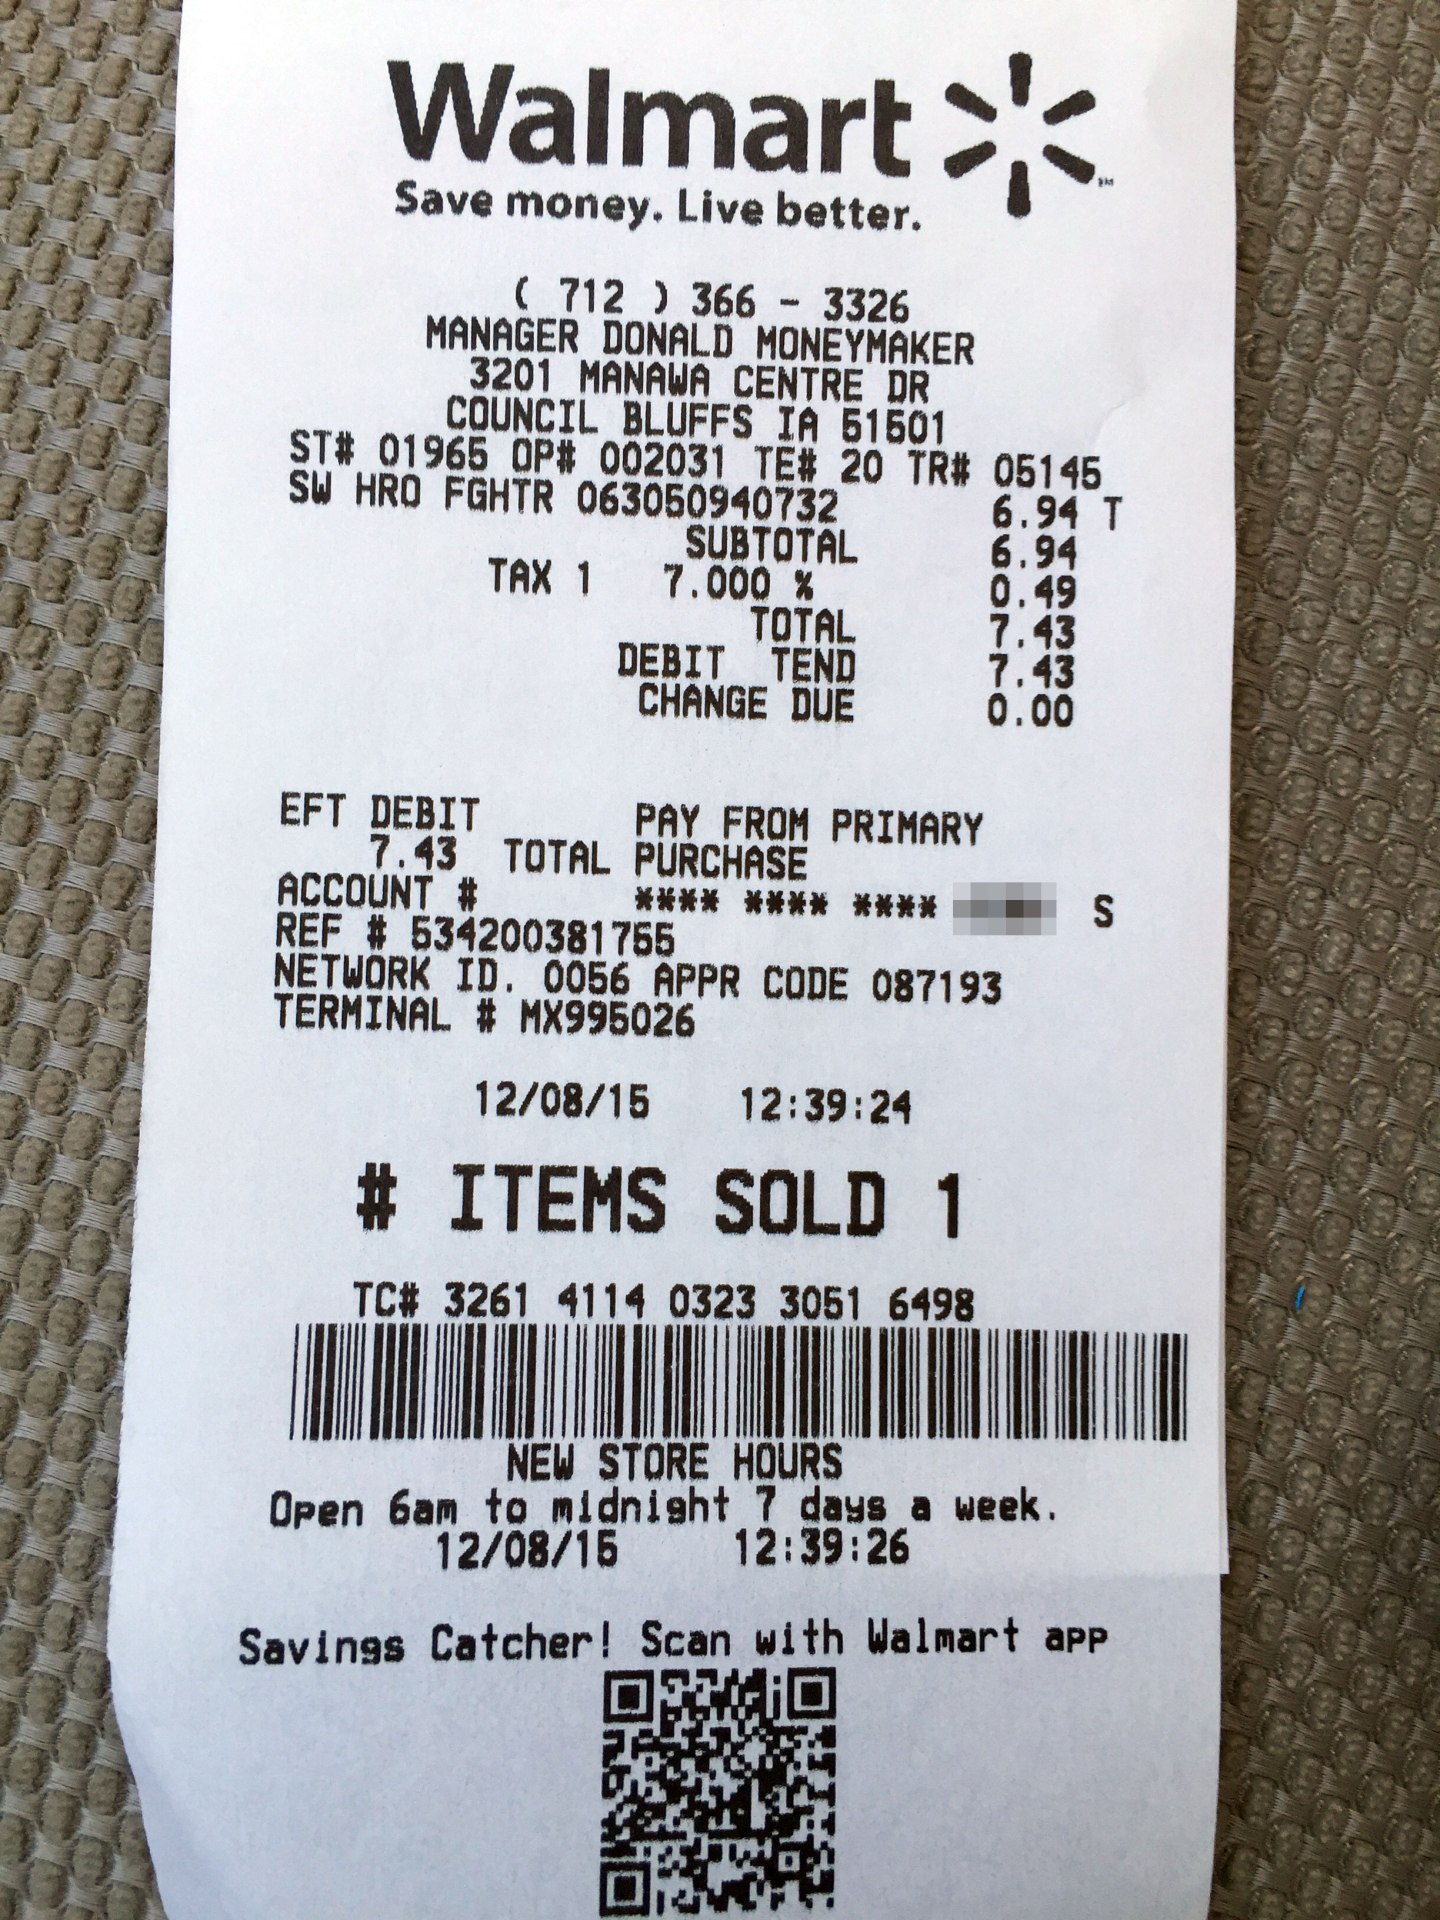 Walmart
Save money. Live better.
( 712 ) 366 - 3326
MANAGER DONALD MONEYMAKER
3201 MANAWA CENTRE DR
COUNCIL BLUFFS IA 51501
ST# 01965 OP# 002031 TE# 20 TR# 05145
SW HRO FGHTR 063050940732 6.94 T
SUBTOTAL 6.94
TAX 1 7.000 % 0.49
TOTAL 7.43
DEBIT TEND 7.43
CHANGE DUE 0.00
EFT DEBIT PAY FROM PRIMARY
7.43 TOTAL PURCHASE
ACCOUNT # **** **** **** S
REF # 534200381755
NETWORK ID. 0056 APPR CODE 087193
TERMINAL # MX995026
12/08/15 12:39:24
# ITEMS SOLD 1
TC# 3261 4114 0323 3051 6498
NEW STORE HOURS
Open 6am to midnight 7 days a week.
12/08/15 12:39:26
Savings Catcher! Scan with Walmart app